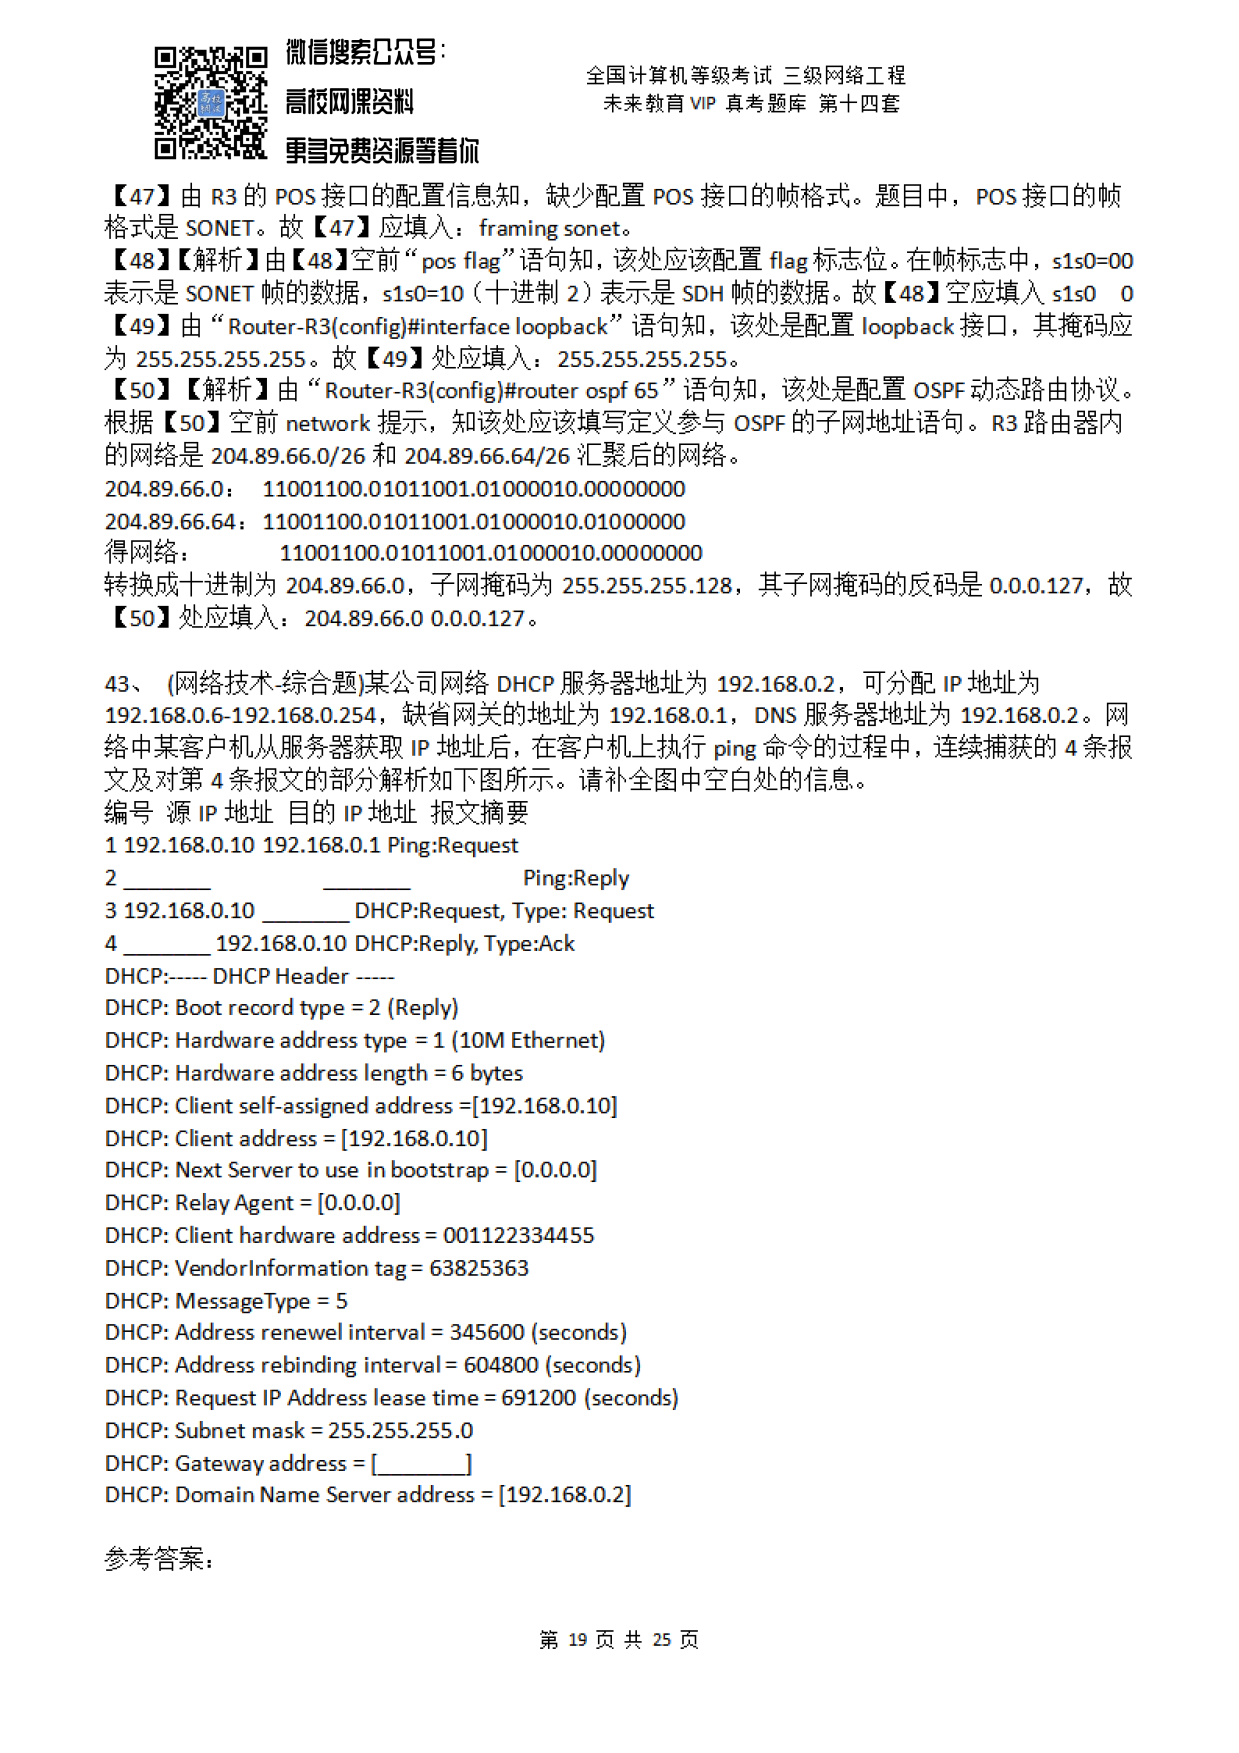 微信搜索公众号：
高校网课资料
更多免费资源等着你
全国计算机等级考试 三级网络工程
未来教育 VIP 真考题库 第十四套
【47】由 R3 的 POS 接口的配置信息知，缺少配置 POS 接口的帧格式。题目中，POS 接口的帧
格式是 SONET。故【47】应填入：framing sonet。
【48】【解析】由【48】空前“pos flag”语句知，该处应该配置 flag 标志位。在帧标志中，s1s0=00
表示是 SONET 帧的数据，s1s0=10（十进制 2）表示是 SDH 帧的数据。故【48】空应填入 s1s0 0
【49】由“Router-R3(config)#interface loopback”语句知，该处是配置 loopback 接口，其掩码应
为 255.255.255.255。故【49】处应填入：255.255.255.255。
【50】【解析】由“Router-R3(config)#router ospf 65”语句知，该处是配置 OSPF 动态路由协议。
根据【50】空前 network 提示，知该处应该填写定义参与 OSPF 的子网地址语句。R3 路由器内
的网络是 204.89.66.0/26 和 204.89.66.64/26 汇聚后的网络。
204.89.66.0： 11001100.01011001.01000010.00000000
204.89.66.64：11001100.01011001.01000010.01000000
得网络： 11001100.01011001.01000010.00000000
转换成十进制为 204.89.66.0，子网掩码为 255.255.255.128，其子网掩码的反码是 0.0.0.127，故
【50】处应填入：204.89.66.0 0.0.0.127。
43、 (网络技术-综合题)某公司网络 DHCP 服务器地址为 192.168.0.2，可分配 IP 地址为
192.168.0.6-192.168.0.254，缺省网关的地址为 192.168.0.1，DNS 服务器地址为 192.168.0.2。网
络中某客户机从服务器获取 IP 地址后，在客户机上执行 ping 命令的过程中，连续捕获的 4 条报
文及对第 4 条报文的部分解析如下图所示。请补全图中空白处的信息。
编号 源 IP 地址 目的 IP 地址 报文摘要
1 192.168.0.10 192.168.0.1 Ping:Request
2 _______ _______ Ping:Reply
3 192.168.0.10 _______ DHCP:Request, Type: Request
4 _______ 192.168.0.10 DHCP:Reply, Type:Ack
DHCP:----- DHCP Header -----
DHCP: Boot record type = 2 (Reply)
DHCP: Hardware address type = 1 (10M Ethernet)
DHCP: Hardware address length = 6 bytes
DHCP: Client self-assigned address =[192.168.0.10]
DHCP: Client address = [192.168.0.10]
DHCP: Next Server to use in bootstrap = [0.0.0.0]
DHCP: Relay Agent = [0.0.0.0]
DHCP: Client hardware address = 001122334455
DHCP: VendorInformation tag = 63825363
DHCP: MessageType = 5
DHCP: Address renewel interval = 345600 (seconds)
DHCP: Address rebinding interval = 604800 (seconds)
DHCP: Request IP Address lease time = 691200 (seconds)
DHCP: Subnet mask = 255.255.255.0
DHCP: Gateway address = [_______]
DHCP: Domain Name Server address = [192.168.0.2]
参考答案：
第 19 页 共 25 页